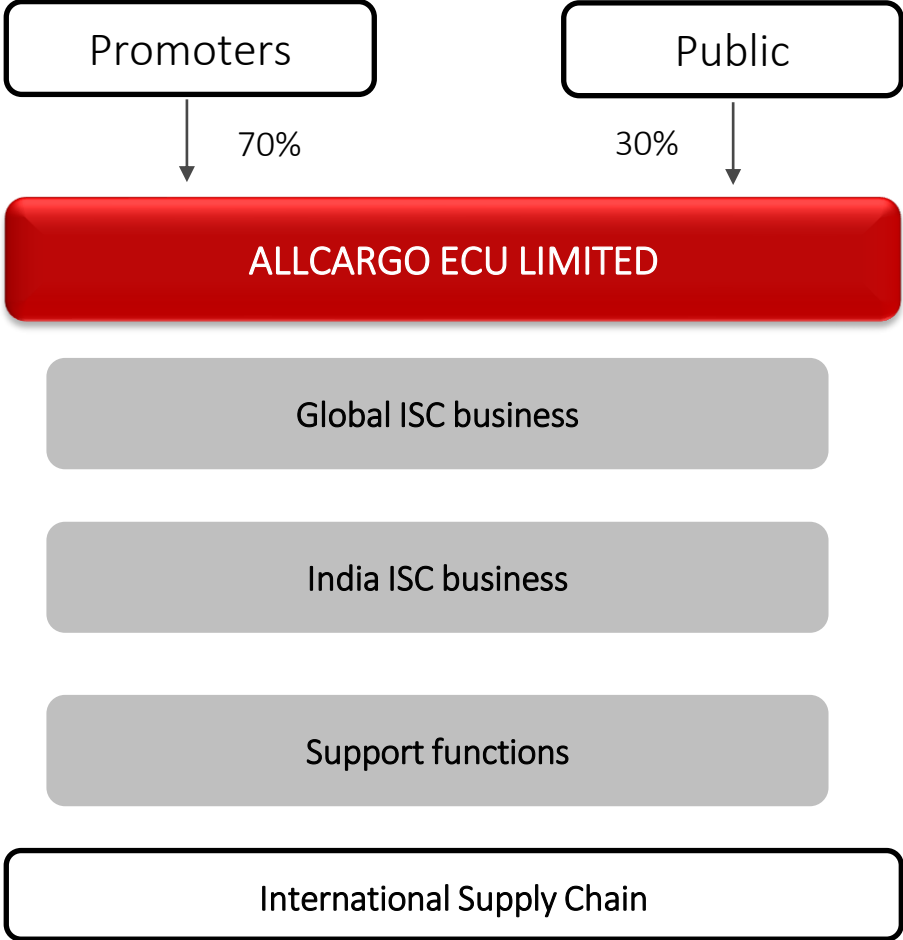 Promoters
Public
70%
30%
ALLCARGO ECU LIMITED
Global ISC business
India ISC business
Support functions
International Supply Chain